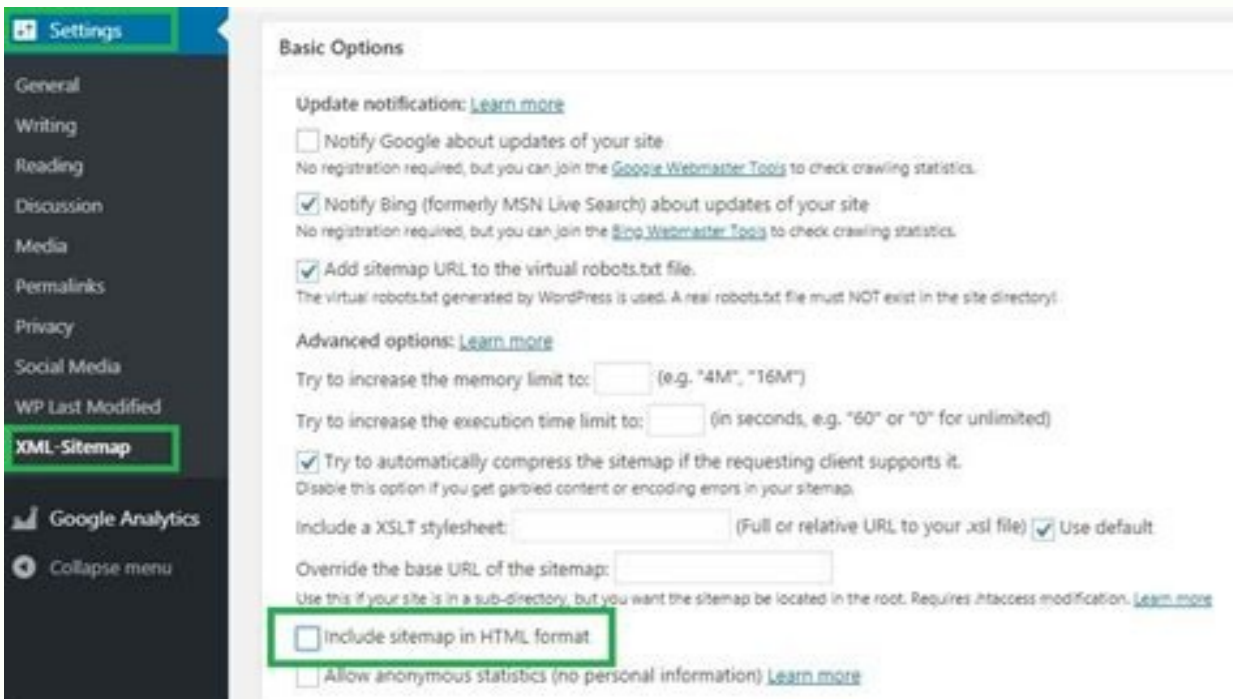 Settings
General
Writing
Reading
Discussion
Media
Permalinks
Privacy
Social Media
WP Last Modified
XML-Sitemap
Google Analytics
Collapse menu
Basic Options
Update notification: Learn more
Notify Google about updates of your site
No registration required, but you can join the Google Webmaster Tools to check crawling statistics.
Notify Bing (formerly MSN Live Search) about updates of your site
No registration required, but you can join the Bing Webmaster Tools to check crawling statistics.
Add sitemap URL to the virtual robots.txt file.
The virtual robots.txt generated by WordPress is used. A real robots.txt file must NOT exist in the site directory!
Advanced options: Learn more
Try to increase the memory limit to: (e.g. "4M", "16M")
Try to increase the execution time limit to: (in seconds, e.g. "60" or "0" for unlimited)
Try to automatically compress the sitemap if the requesting client supports it.
Disable this option if you get garbled content or encoding errors in your sitemap.
Include a XSLT stylesheet: (Full or relative URL to your .xsl file) Use default
Override the base URL of the sitemap:
Use this if your site is in a sub-directory, but you want the sitemap be located in the root. Requires .htaccess modification. Learn more
Include sitemap in HTML format
Allow anonymous statistics (no personal information) Learn more